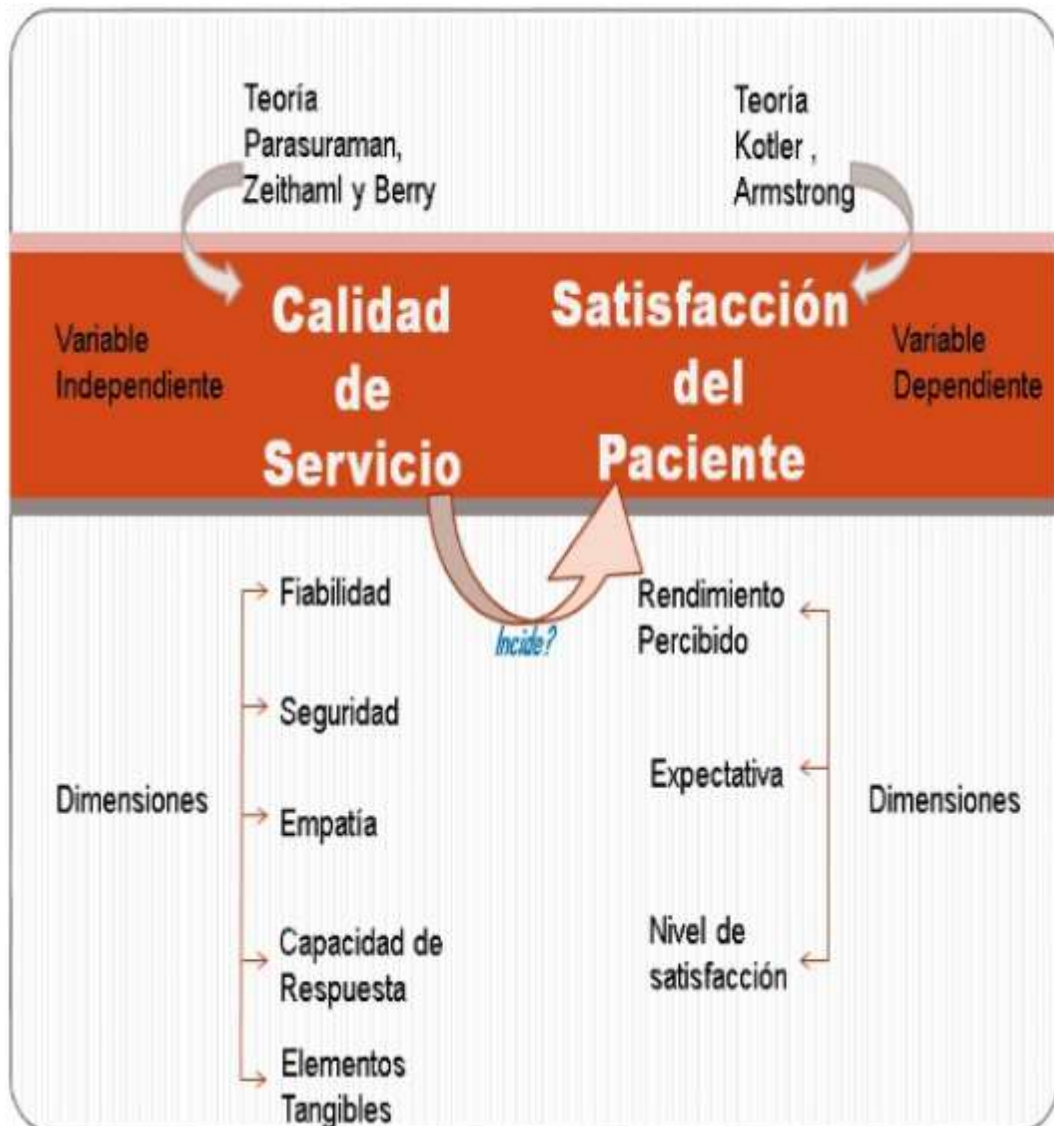 Teoría
Parasuraman,
Zeithaml y Berry
Teoría
Kotler ,
Armstrong
Variable
Independiente
Calidad
de
Servicio
Satisfacción
del
Paciente
Variable
Dependiente
Incide?
Dimensiones
Fiabilidad
Seguridad
Empatía
Capacidad de
Respuesta
Elementos
Tangibles
Rendimiento
Percibido
Expectativa
Nivel de
satisfacción
Dimensiones